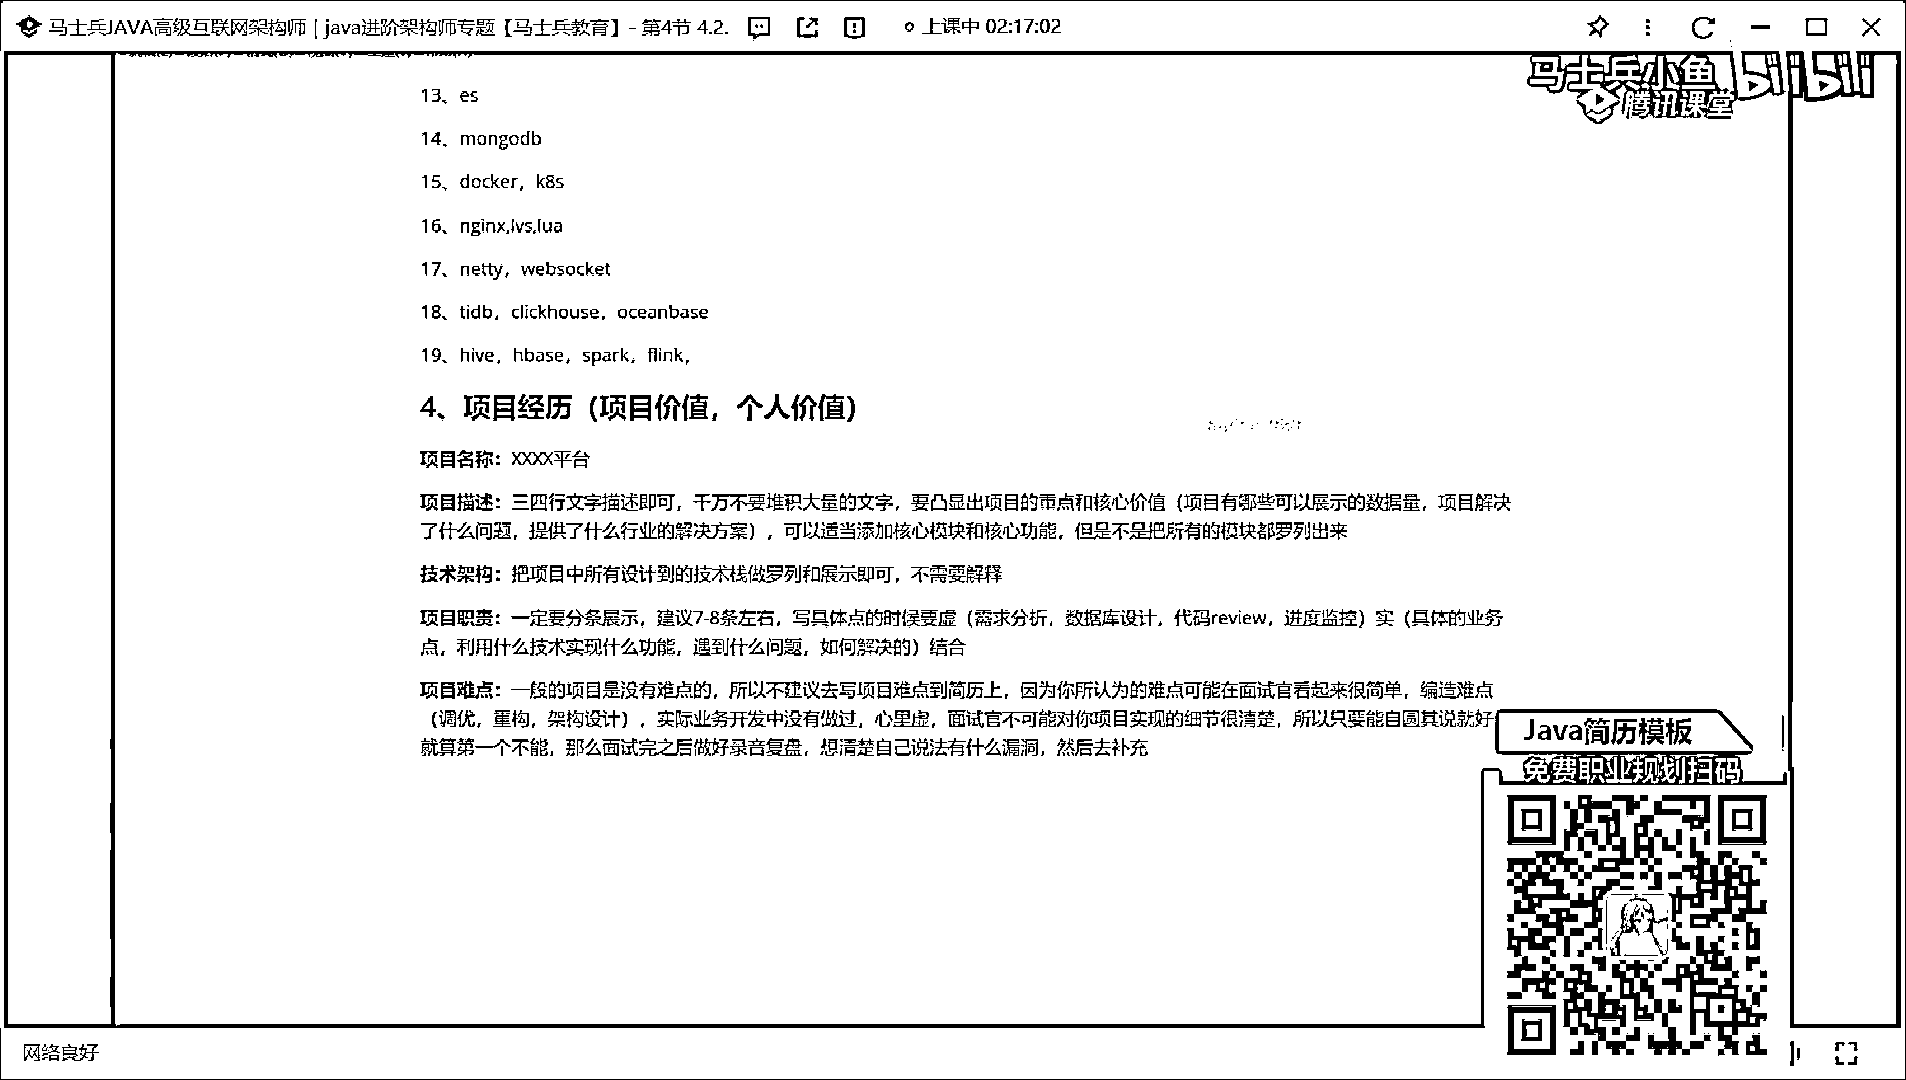 马士兵JAVA高级互联网架构师 | java进阶架构师专题【马士兵教育】- 第4节 4.2.
上课中 02:17:02
马士兵小鱼 bilibili
腾讯课堂
13、es
14、mongodb
15、docker，k8s
16、nginx,lvs,lua
17、netty，websocket
18、tidb，clickhouse，oceanbase
19、hive，hbase，spark，flink，
4、项目经历（项目价值，个人价值）
项目名称：XXXX平台
项目描述：三四行文字描述即可，千万不要堆积大量的文字，要凸显出项目的重点和核心价值（项目有哪些可以展示的数据量，项目解决
了什么问题，提供了什么行业的解决方案），可以适当添加核心模块和核心功能，但是不是把所有的模块都罗列出来
技术架构：把项目中所有设计到的技术栈做罗列和展示即可，不需要解释
项目职责：一定要分条展示，建议7-8条左右，写具体点的时候要虚（需求分析，数据库设计，代码review，进度监控）实（具体的业务
点，利用什么技术实现什么功能，遇到什么问题，如何解决的）结合
项目难点：一般的项目是没有难点的，所以不建议去写项目难点到简历上，因为你所认为的难点可能在面试官看起来很简单，编造难点
（调优，重构，架构设计），实际业务开发中没有做过，心里虚，面试官不可能对你项目实现的细节很清楚，所以只要能自圆其说就好
就算第一个不能，那么面试完之后做好录音复盘，想清楚自己说法有什么漏洞，然后去补充
Java简历模板
免费职业规划扫码
网络良好